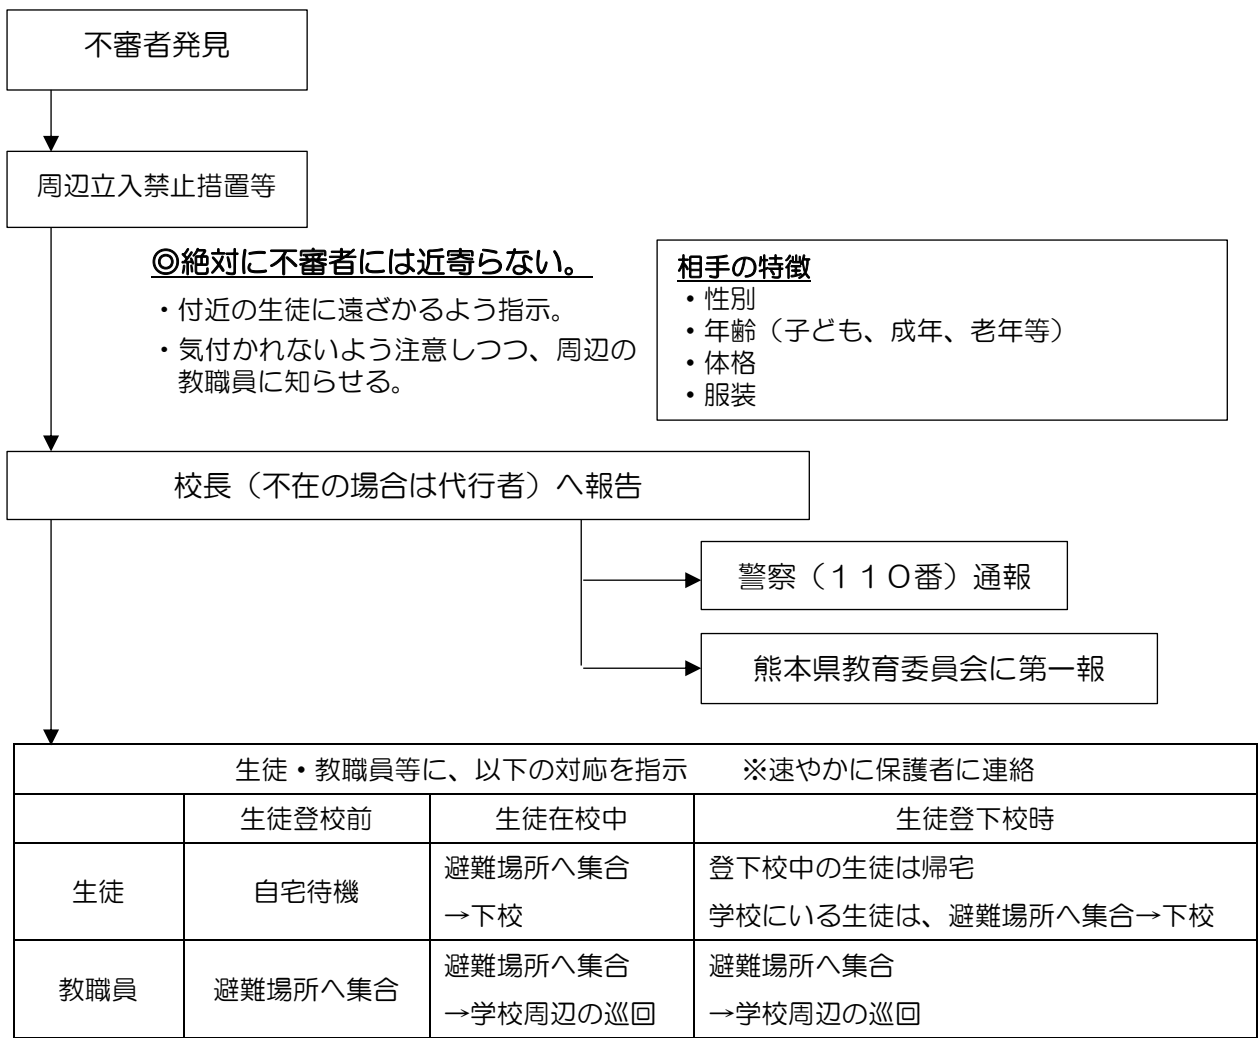 不審者発見
周辺立入禁止措置等
◎絶対に不審者には近寄らない。
・付近の生徒に遠ざかるよう指示。
・気付かれないよう注意しつつ、周辺の
教職員に知らせる。
相手の特徴
・性別
・年齢（子ども、成年、老年等）
・体格
・服装
校長（不在の場合は代行者）へ報告
警察（１１０番）通報
熊本県教育委員会に第一報
生徒・教職員等に、以下の対応を指示　　※速やかに保護者に連絡
生徒登校前　生徒在校中　生徒登下校時
生徒
自宅待機
避難場所へ集合
→下校
登下校中の生徒は帰宅
学校にいる生徒は、避難場所へ集合→下校
教職員
避難場所へ集合
避難場所へ集合
→学校周辺の巡回
避難場所へ集合
→学校周辺の巡回